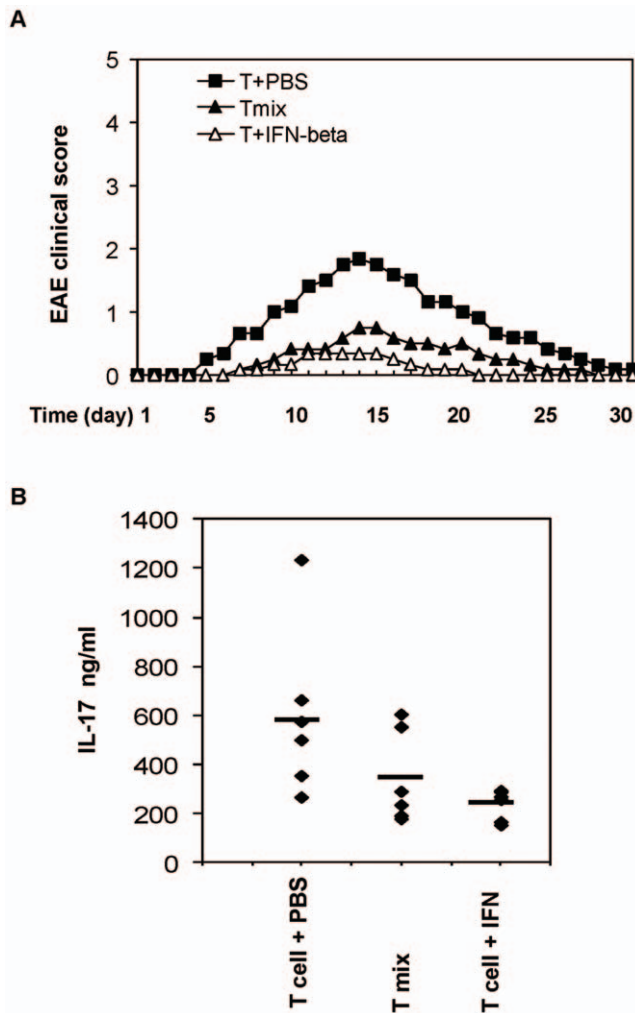 A
5
4
3
2
1
0
EAE clinical score
T+PBS
Tmix
T+IFN-beta
Time (day) 1 5 10 15 20 25 30
B
1400
1200
1000
800
600
400
200
0
IL-17 ng/ml
T cell + PBS
T mix
T cell + IFN